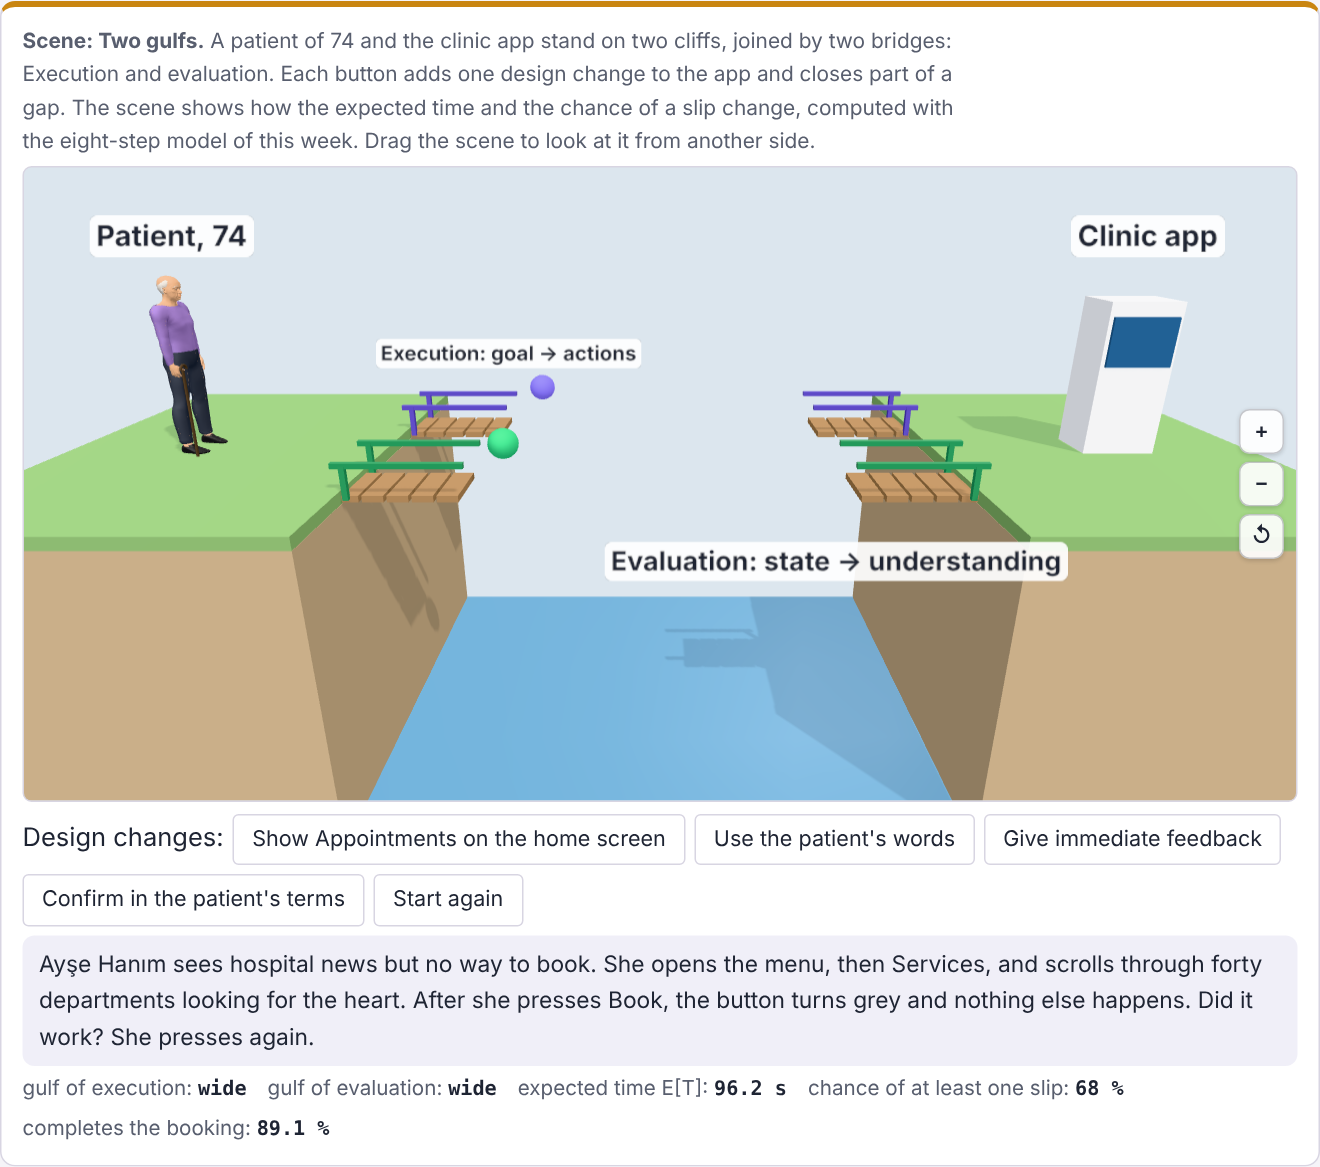 Scene: Two gulfs. A patient of 74 and the clinic app stand on two cliffs, joined by two bridges:
Execution and evaluation. Each button adds one design change to the app and closes part of a
gap. The scene shows how the expected time and the chance of a slip change, computed with
the eight-step model of this week. Drag the scene to look at it from another side.
Patient, 74
Clinic app
Execution: goal → actions
+
−
Evaluation: state → understanding
Design changes:
Show Appointments on the home screen
Use the patient's words
Give immediate feedback
Confirm in the patient's terms
Start again
Ayşe Hanım sees hospital news but no way to book. She opens the menu, then Services, and scrolls through forty
departments looking for the heart. After she presses Book, the button turns grey and nothing else happens. Did it
work? She presses again.
gulf of execution: wide gulf of evaluation: wide expected time E[T]: 96.2 s chance of at least one slip: 68 %
completes the booking: 89.1 %